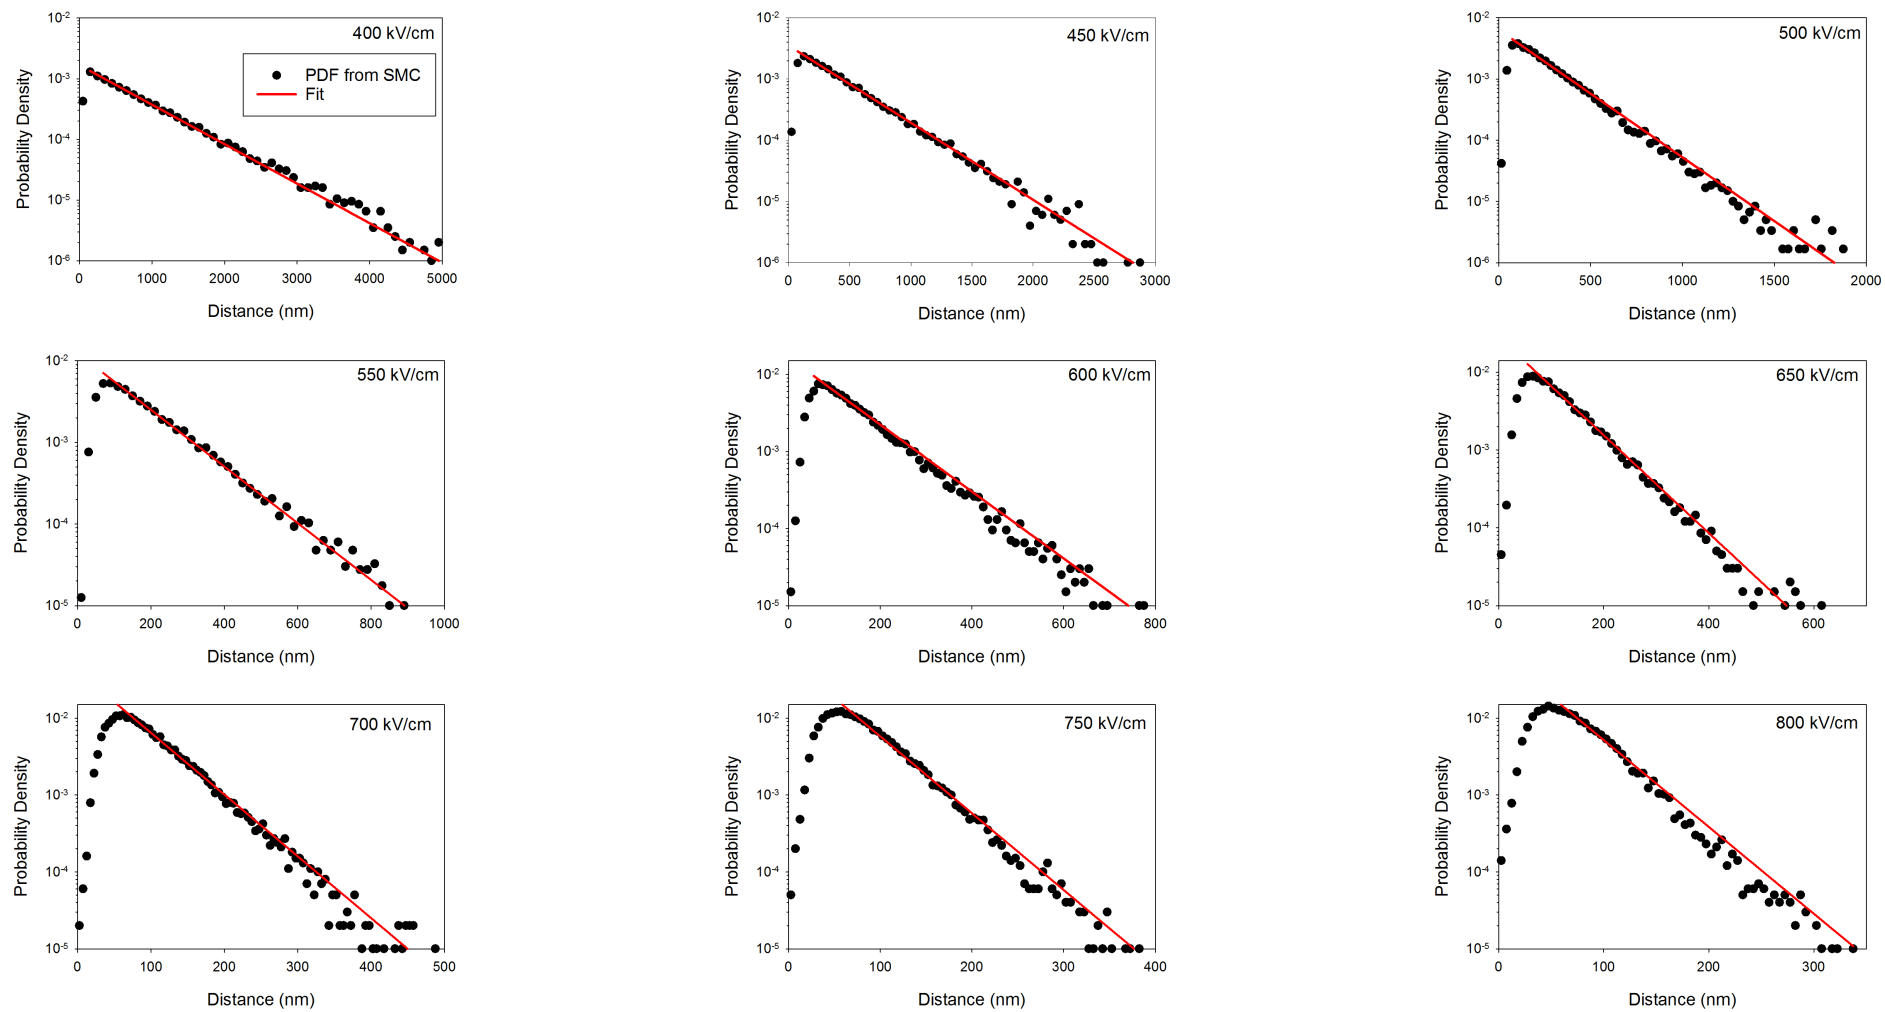 400 kV/cm
PDF from SMC
Fit
10-2
10-3
10-4
10-5
10-6
Probability Density
0 1000 2000 3000 4000 5000
Distance (nm)
450 kV/cm
10-2
10-3
10-4
10-5
10-6
Probability Density
0 500 1000 1500 2000 2500 3000
Distance (nm)
500 kV/cm
10-2
10-3
10-4
10-5
10-6
Probability Density
0 500 1000 1500 2000
Distance (nm)
550 kV/cm
10-2
10-3
10-4
10-5
Probability Density
0 200 400 600 800 1000
Distance (nm)
600 kV/cm
10-2
10-3
10-4
10-5
Probability Density
0 200 400 600 800
Distance (nm)
650 kV/cm
10-2
10-3
10-4
10-5
Probability Density
0 200 400 600
Distance (nm)
700 kV/cm
10-2
10-3
10-4
10-5
Probability Density
0 100 200 300 400 500
Distance (nm)
750 kV/cm
10-2
10-3
10-4
10-5
Probability Density
0 100 200 300 400
Distance (nm)
800 kV/cm
10-2
10-3
10-4
10-5
Probability Density
0 100 200 300
Distance (nm)